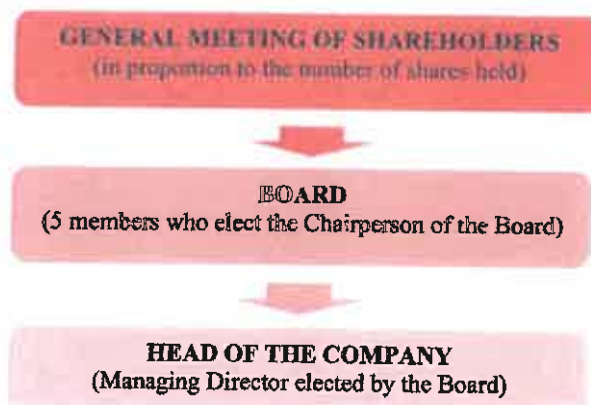 GENERAL MEETING OF SHAREHOLDERS
(in proportion to the number of shares held)
BOARD
(5 members who elect the Chairperson of the Board)
HEAD OF THE COMPANY
(Managing Director elected by the Board)